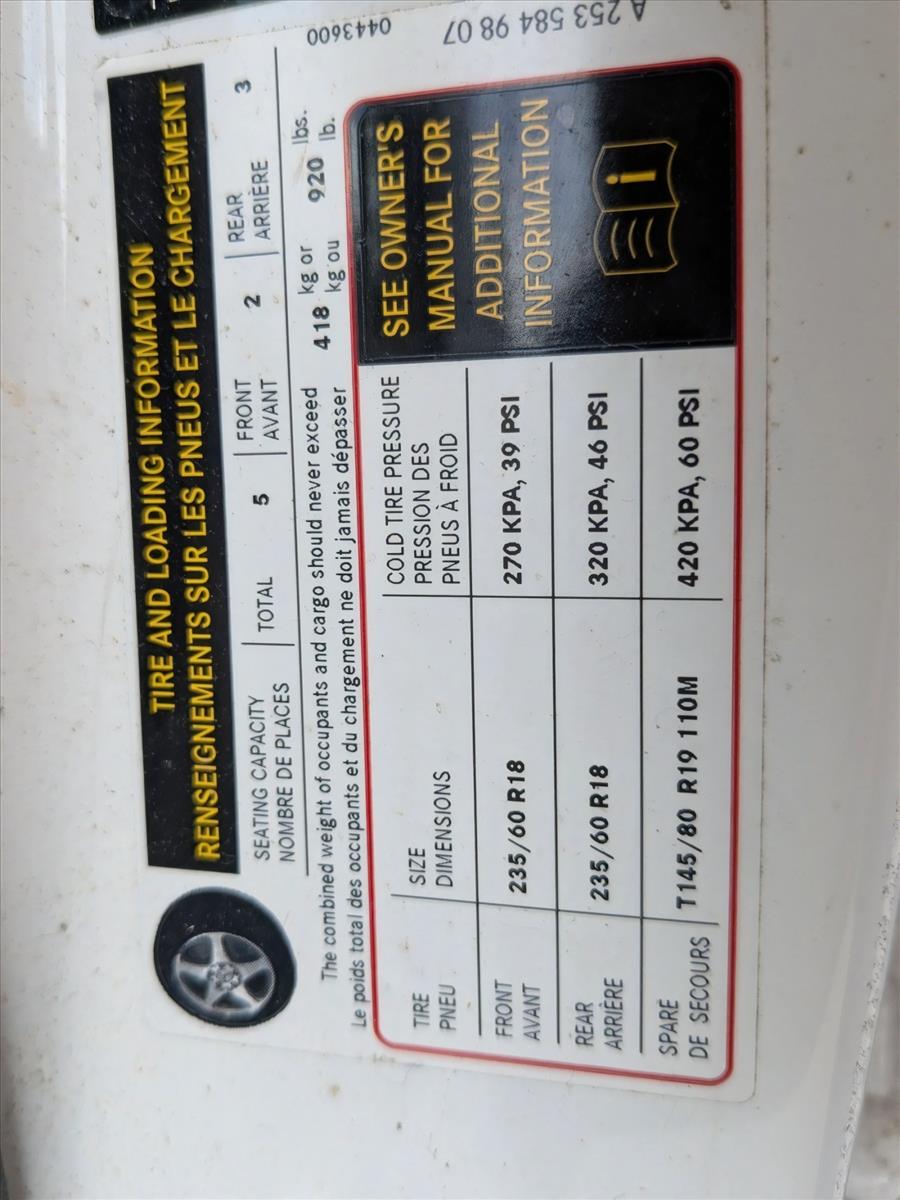 TIRE AND LOADING INFORMATION
RENSEIGNEMENTS SUR LES PNEUS ET LE CHARGEMENT
SEATING CAPACITY TOTAL 5 FRONT 2 REAR 3
NOMBRE DE PLACES AVANT ARRIÈRE
The combined weight of occupants and cargo should never exceed 418 kg or 920 lbs.
Le poids total des occupants et du chargement ne doit jamais dépasser kg ou lb.
TIRE SIZE COLD TIRE PRESSURE
PNEU DIMENSIONS PRESSION DES
PNEUS À FROID
FRONT 235/60 R18 270 KPA, 39 PSI
AVANT
REAR 235/60 R18 320 KPA, 46 PSI
ARRIÈRE
SPARE T145/80 R19 110M 420 KPA, 60 PSI
DE SECOURS
SEE OWNER'S
MANUAL FOR
ADDITIONAL
INFORMATION
i
0443600
A 253 584 98 07